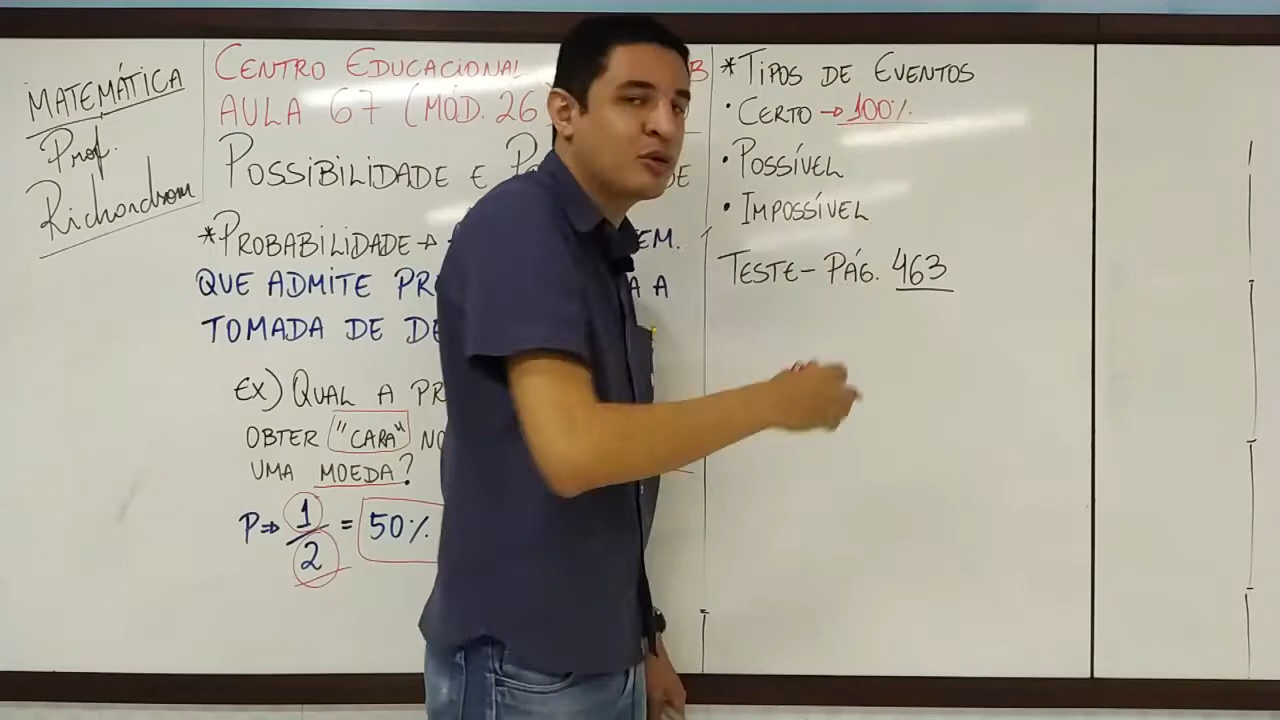 MATEMÁTICA
Prof.
Richardson
CENTRO EDUCACIONAL
AULA 67 (MÓD. 26)
POSSIBILIDADE E
*PROBABILIDADE →
QUE ADMITE
TOMADA DE
EX) QUAL A
OBTER "CARA"
UMA MOEDA?
P⇒ 1/2 = 50%
*TIPOS DE EVENTOS
• CERTO → 100%
• POSSÍVEL
• IMPOSSÍVEL
TESTE - PÁG. 463